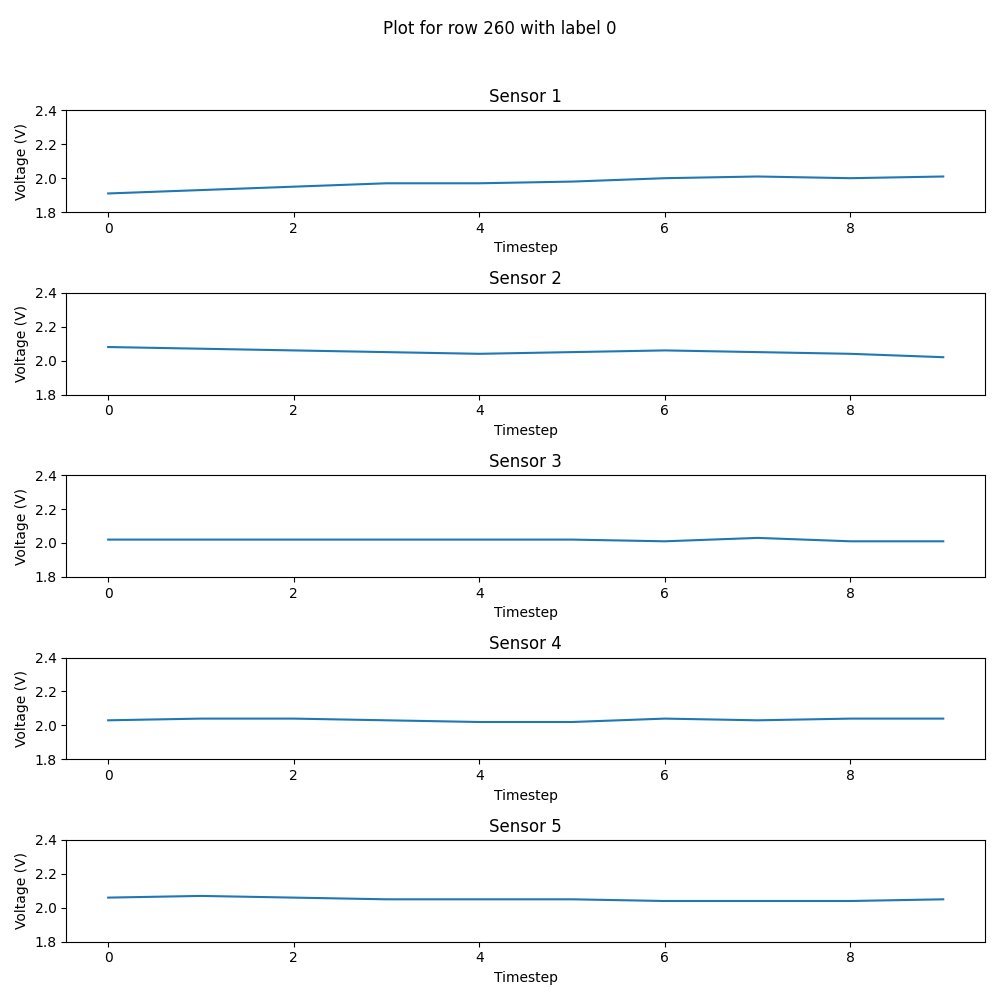 Plot for row 260 with label 0
Sensor 1
Voltage (V)
2.4
2.2
2.0
1.8
0 2 4 6 8
Timestep
Sensor 2
Voltage (V)
2.4
2.2
2.0
1.8
0 2 4 6 8
Timestep
Sensor 3
Voltage (V)
2.4
2.2
2.0
1.8
0 2 4 6 8
Timestep
Sensor 4
Voltage (V)
2.4
2.2
2.0
1.8
0 2 4 6 8
Timestep
Sensor 5
Voltage (V)
2.4
2.2
2.0
1.8
0 2 4 6 8
Timestep